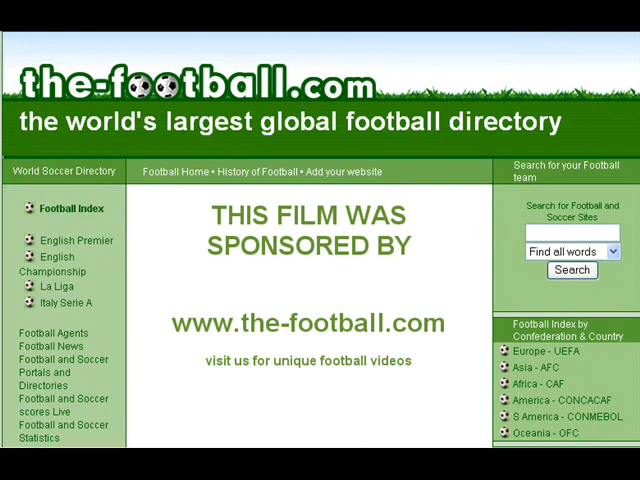 the-football.com
the world's largest global football directory
World Soccer Directory
Football Home • History of Football • Add your website
Search for your Football
team
Football Index
English Premier
English
Championship
La Liga
Italy Serie A
Football Agents
Football News
Football and Soccer
Portals and
Directories
Football and Soccer
scores Live
Football and Soccer
Statistics
THIS FILM WAS
SPONSORED BY
www.the-football.com
visit us for unique football videos
Search for Football and
Soccer Sites
Find all words
Search
Football Index by
Confederation & Country
Europe - UEFA
Asia - AFC
Africa - CAF
America - CONCACAF
S America - CONMEBOL
Oceania - OFC